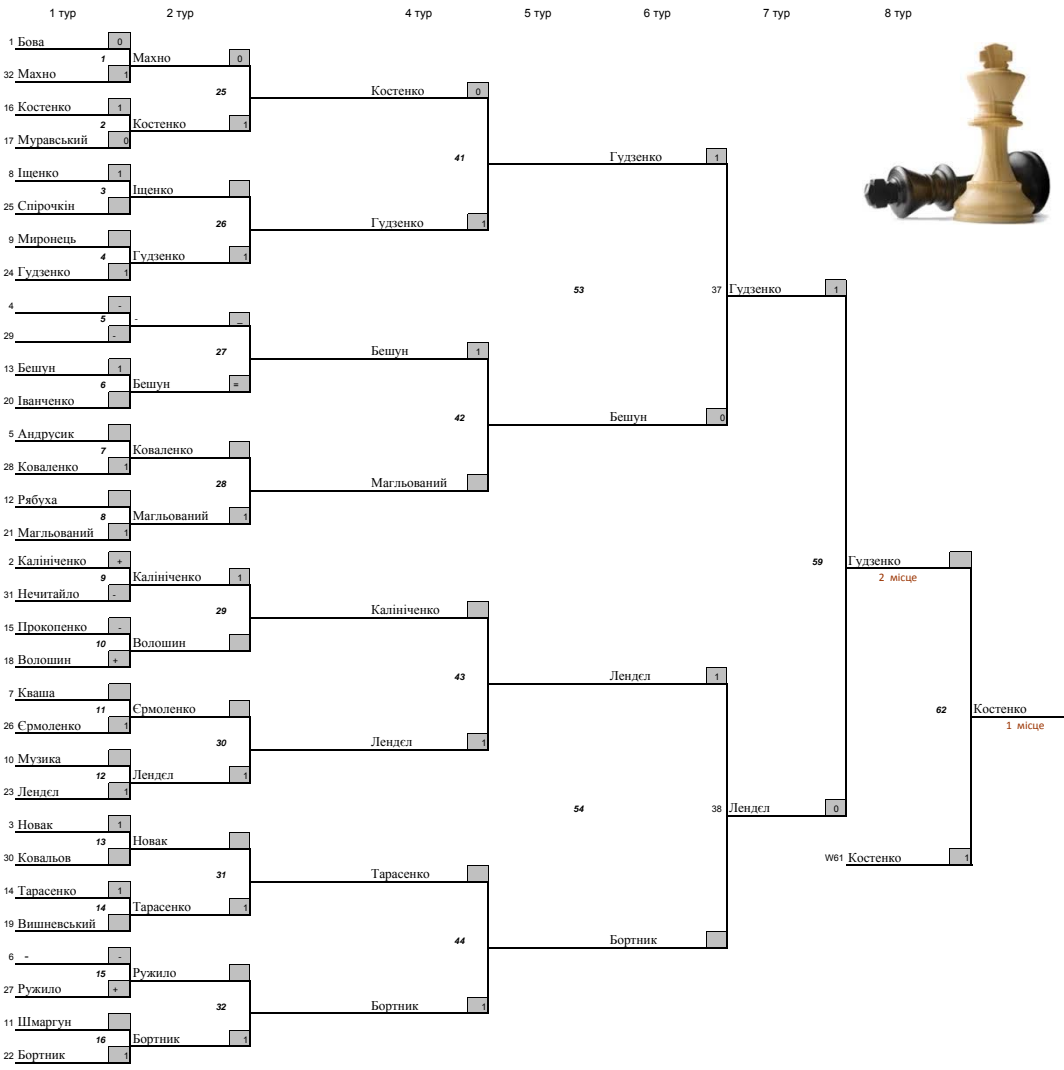 1 тур 2 тур 4 тур 5 тур 6 тур 7 тур 8 тур
1 Бова 0
1 Махно 0
32 Махно 1
25 Костенко 0
16 Костенко 1
2 Костенко 1
17 Муравський 0
41 Гудзенко 1
8 Іщенко 1
3 Іщенко
25 Спірочкін
26 Гудзенко 1
9 Миронець
4 Гудзенко 1
24 Гудзенко 1
53 37 Гудзенко 1
4 -
5 - –
29 -
27 Бешун 1
13 Бешун 1
6 Бешун =
20 Іванченко
42 Бешун 0
5 Андрусик
7 Коваленко
28 Коваленко 1
28 Магльований
12 Рябуха
8 Магльований 1
21 Магльований 1
59 Гудзенко
2 місце
2 Калініченко +
9 Калініченко 1
31 Нечитайло -
29 Калініченко
15 Прокопенко -
10 Волошин
18 Волошин +
43 Лендєл 1
7 Кваша
11 Єрмоленко
26 Єрмоленко 1
62 Костенко
1 місце
30 Лендєл 1
10 Музика
12 Лендєл 1
23 Лендєл 1
54 38 Лендєл 0
3 Новак 1
13 Новак
30 Ковальов
W61 Костенко 1
31 Тарасенко
14 Тарасенко 1
14 Тарасенко 1
19 Вишневський
44 Бортник
6 - -
15 Ружило
27 Ружило +
32 Бортник 1
11 Шмаргун
16 Бортник 1
22 Бортник 1